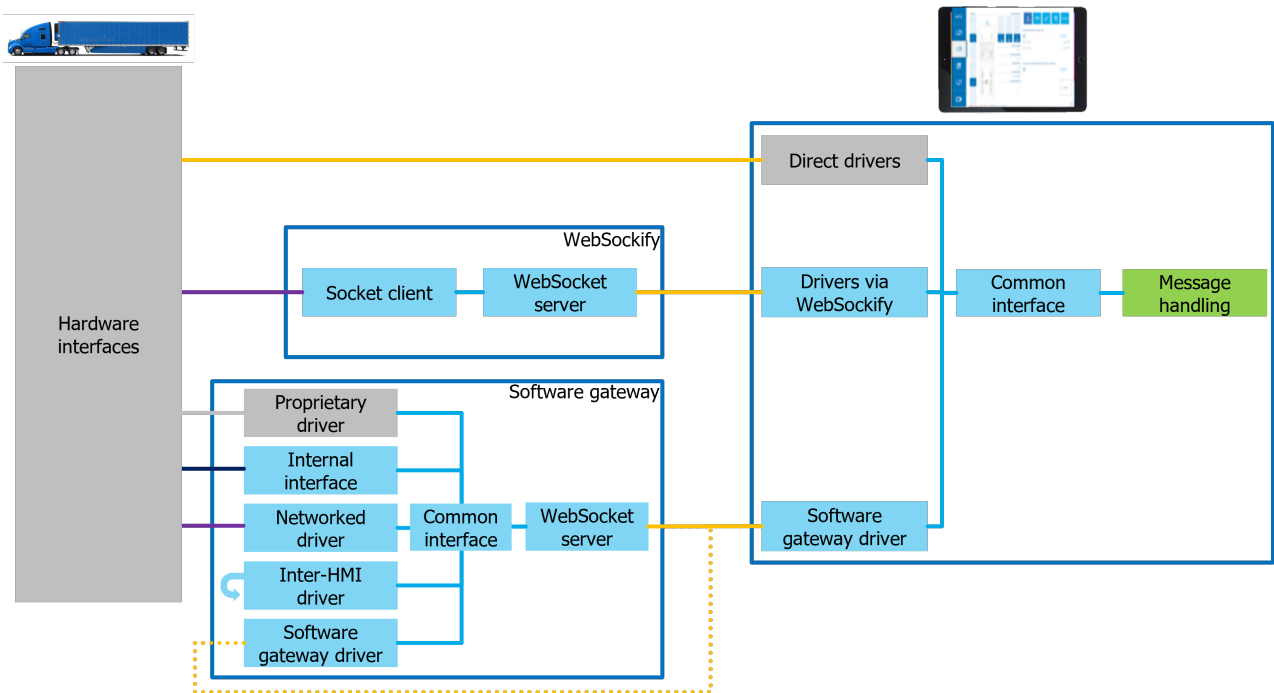 Direct drivers
WebSockify
Socket client
WebSocket
server
Drivers via
WebSockify
Common
interface
Message
handling
Hardware
interfaces
Software gateway
Proprietary
driver
Internal
interface
Networked
driver
Common
interface
WebSocket
server
Software
gateway driver
Inter-HMI
driver
Software
gateway driver